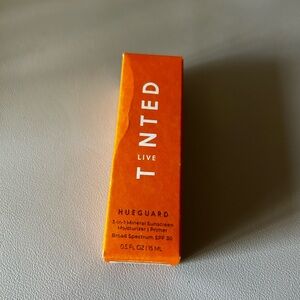 LIVE
TINTED
HUEGUARD
3-in-1 Mineral Sunscreen
Moisturizer | Primer
Broad Spectrum SPF 30
0.5 FL OZ | 15 ML